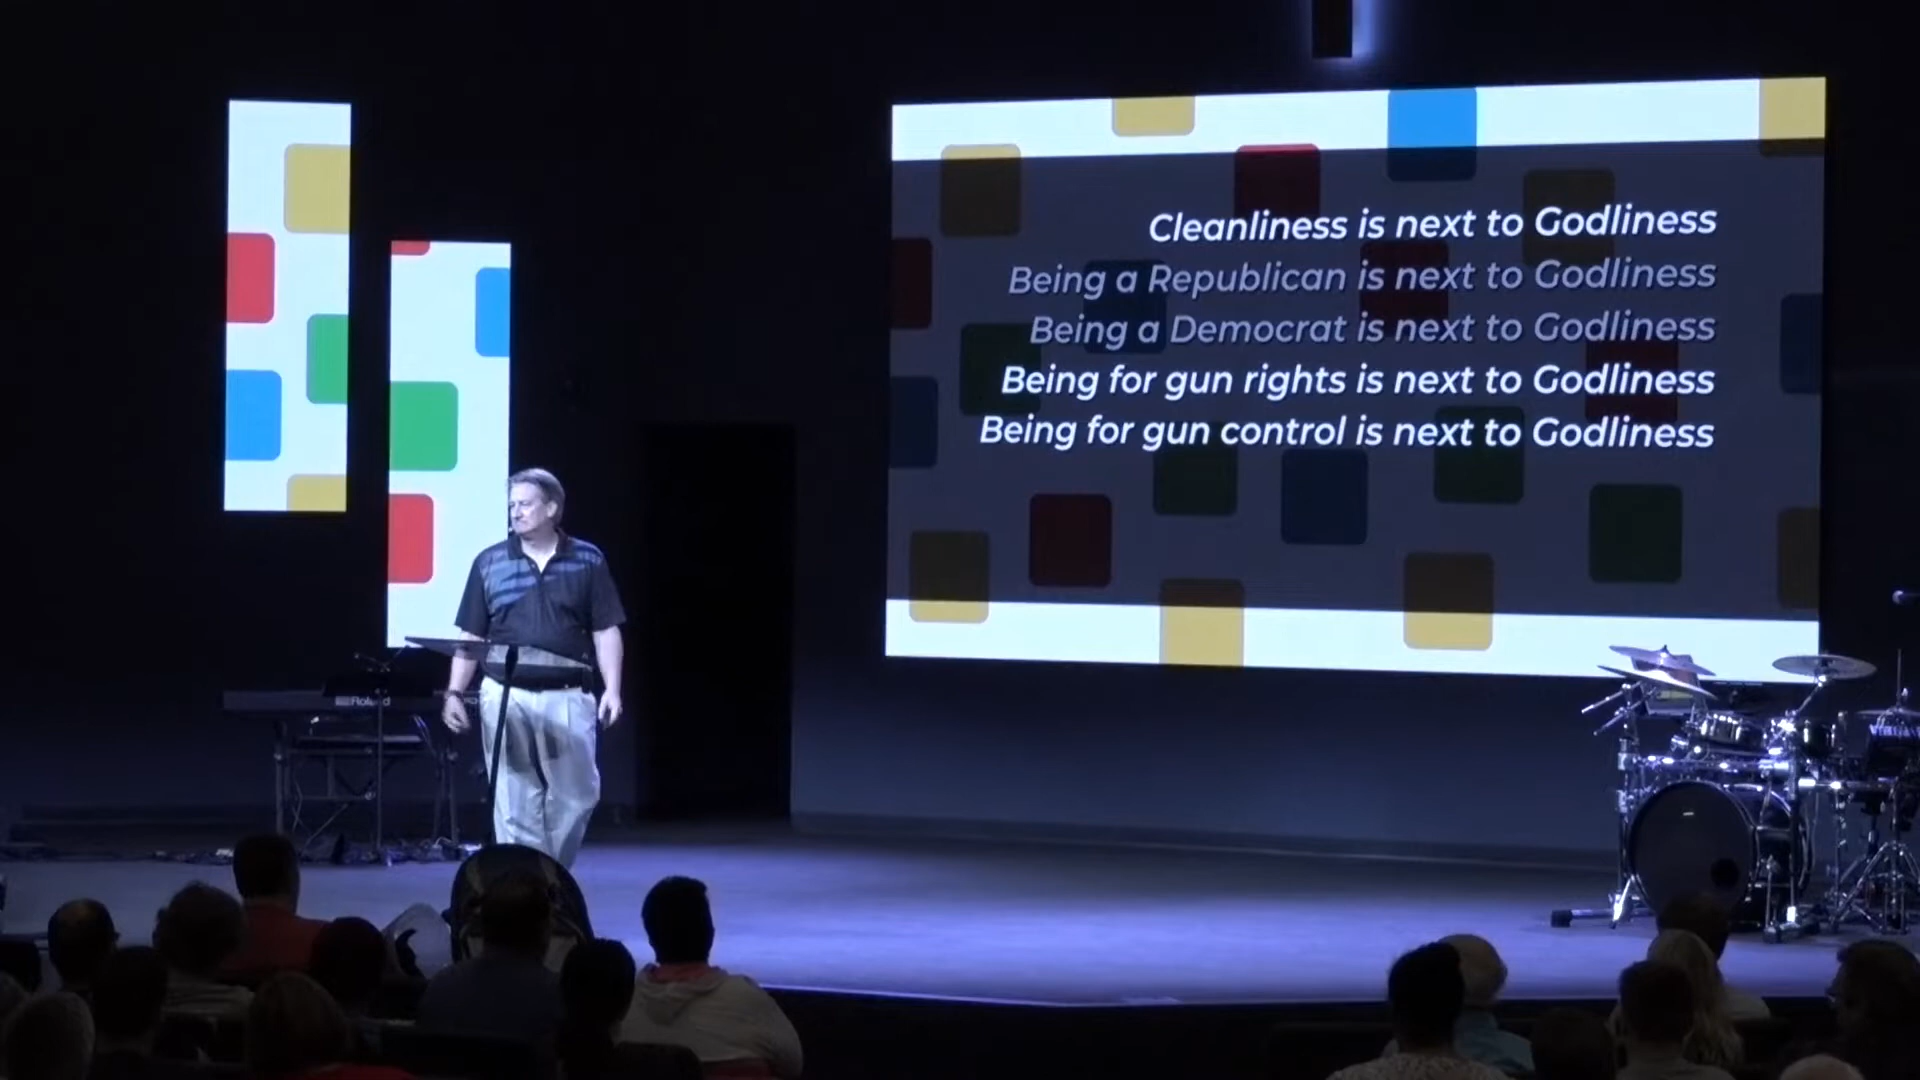 Cleanliness is next to Godliness
Being a Republican is next to Godliness
Being a Democrat is next to Godliness
Being for gun rights is next to Godliness
Being for gun control is next to Godliness
Roland